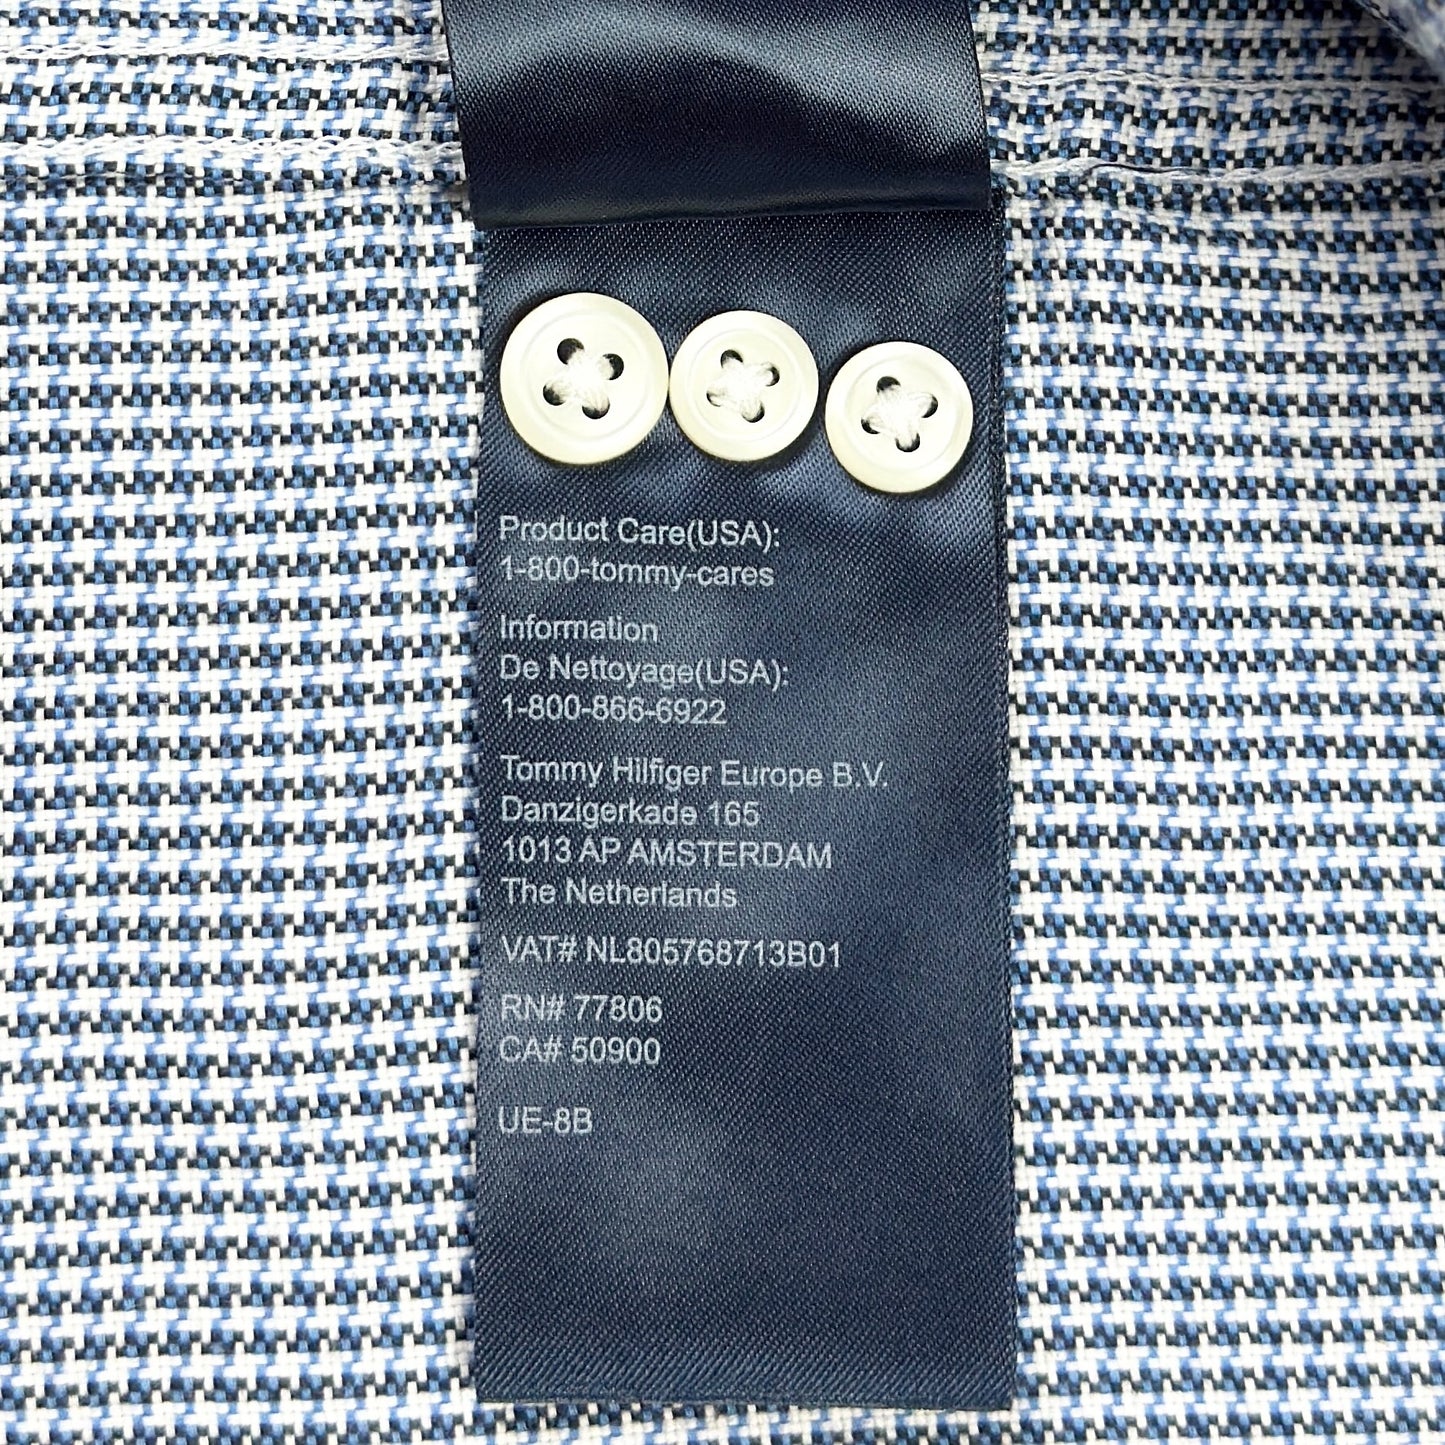 Product Care(USA):
1-800-tommy-cares
Information
De Nettoyage(USA):
1-800-866-6922
Tommy Hilfiger Europe B.V.
Danzigerkade 165
1013 AP AMSTERDAM
The Netherlands
VAT# NL805768713B01
RN# 77806
CA# 50900
UE-8B